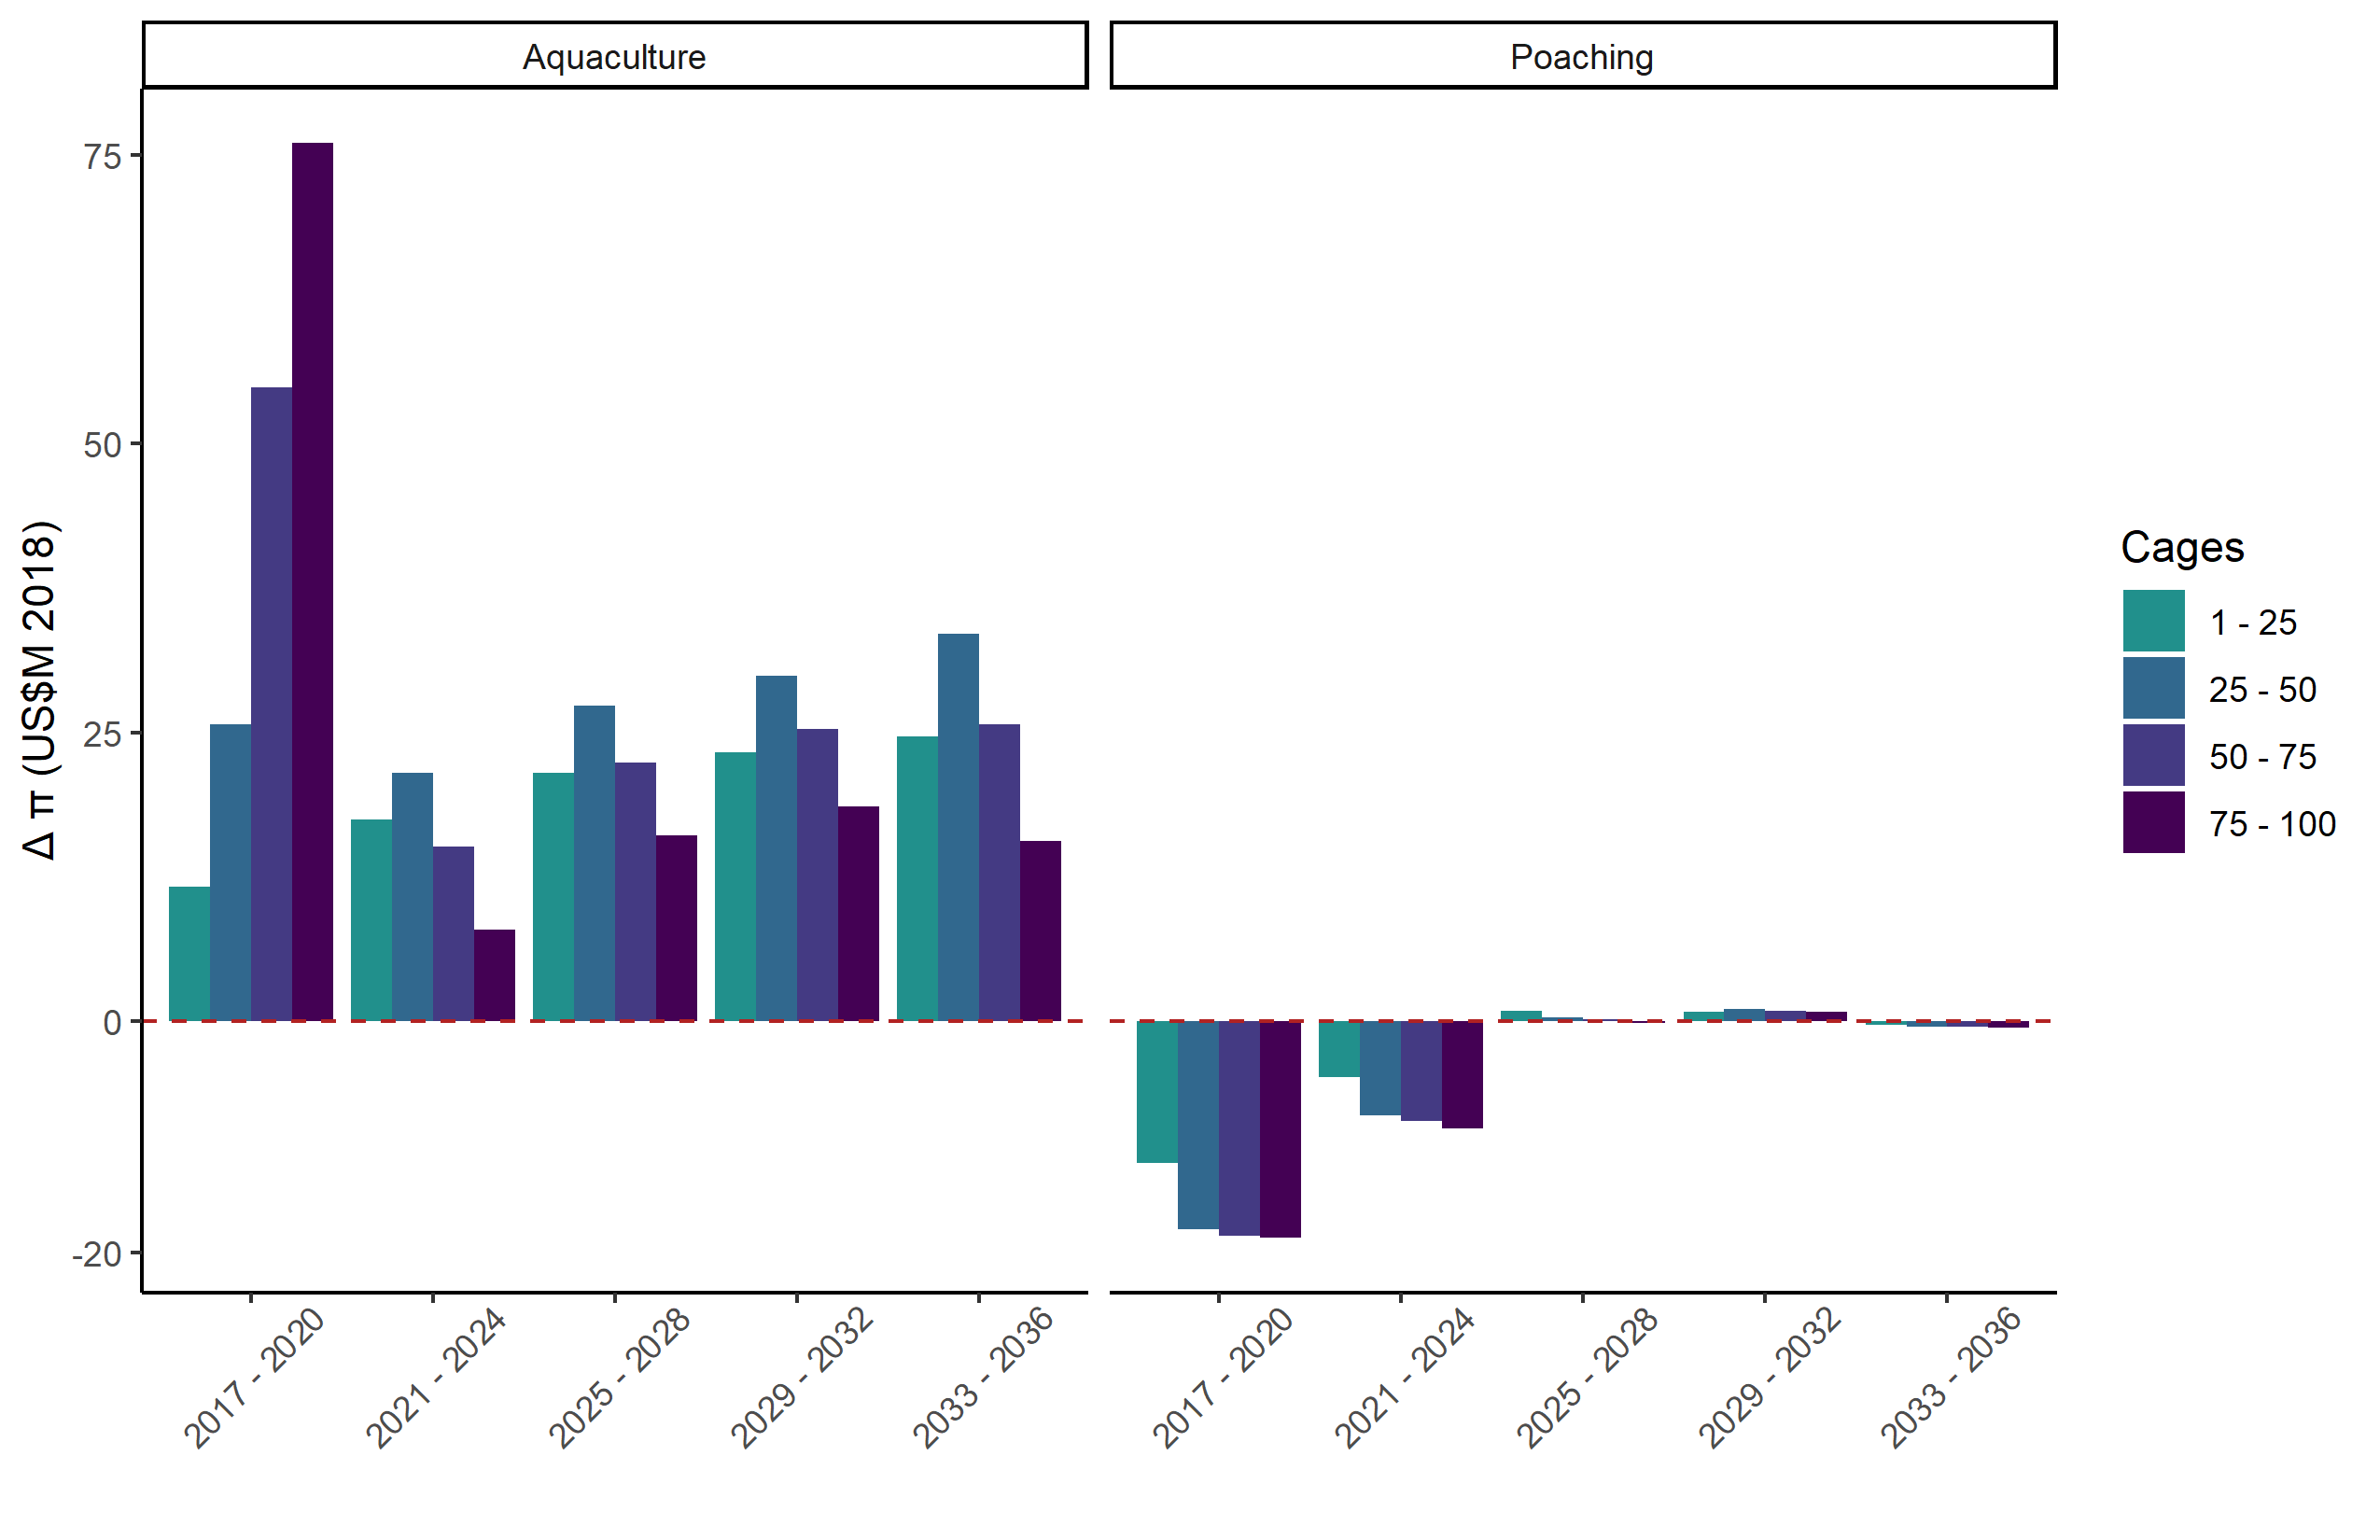 Aquaculture
Poaching
75
50
25
0
-20
Δ π (US$M 2018)
2017 - 2020
2021 - 2024
2025 - 2028
2029 - 2032
2033 - 2036
2017 - 2020
2021 - 2024
2025 - 2028
2029 - 2032
2033 - 2036
Cages
1 - 25
25 - 50
50 - 75
75 - 100